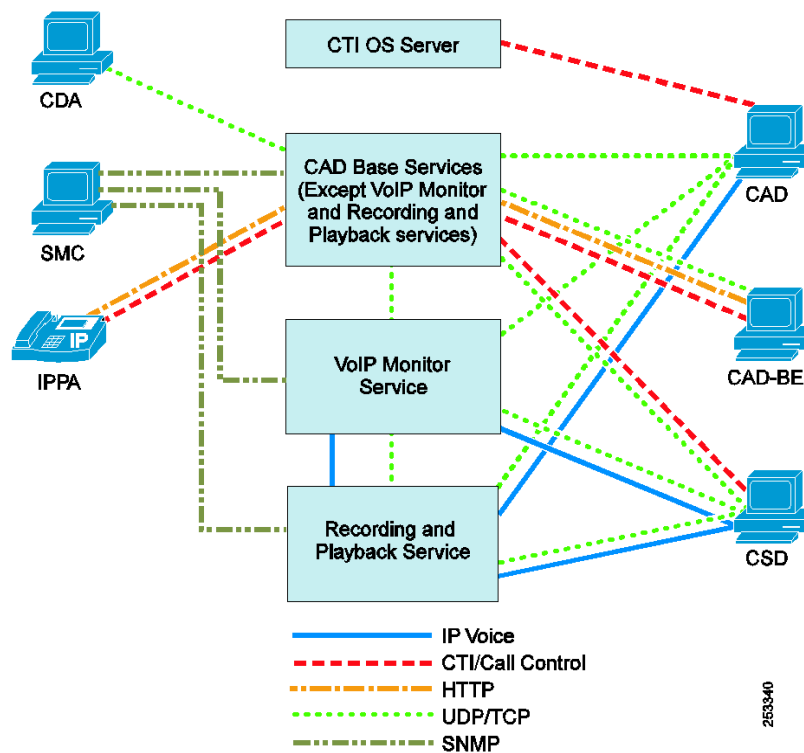 CTI OS Server
CDA
CAD Base Services
(Except VoIP Monitor
and Recording and
Playback services)
CAD
SMC
IP
IPPA
VoIP Monitor
Service
CAD-BE
Recording and
Playback Service
CSD
IP Voice
CTI/Call Control
HTTP
UDP/TCP
SNMP
253340